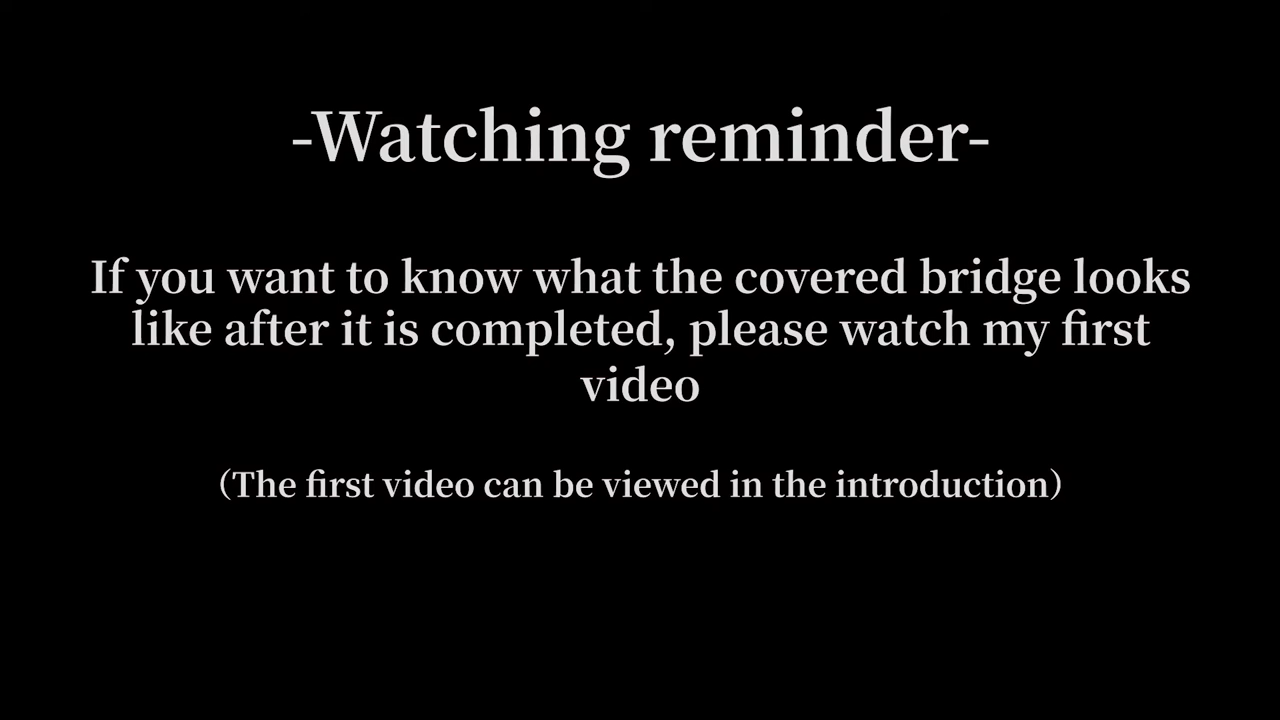 -Watching reminder-
If you want to know what the covered bridge looks
like after it is completed, please watch my first
video
（The first video can be viewed in the introduction）